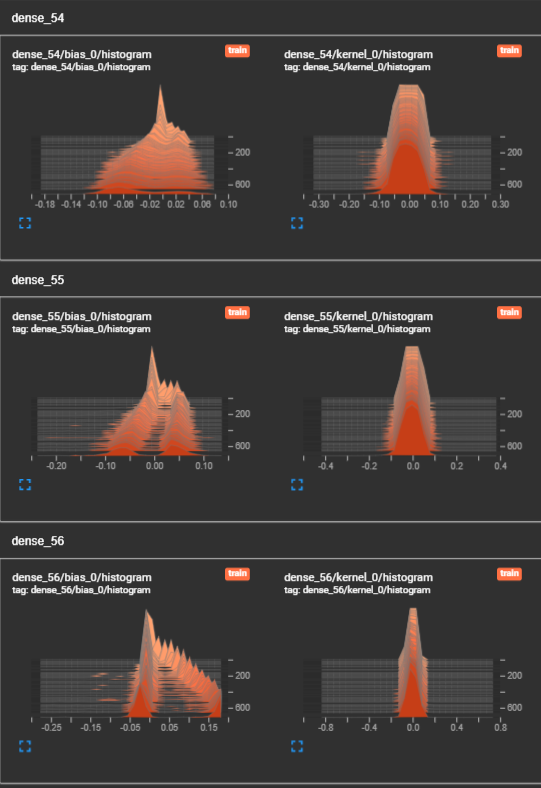 dense_54
dense_54/bias_0/histogram train
tag: dense_54/bias_0/histogram
200
600
-0.18 -0.14 -0.10 -0.06 -0.02 0.02 0.06 0.10
dense_54/kernel_0/histogram train
tag: dense_54/kernel_0/histogram
200
600
-0.30 -0.20 -0.10 0.00 0.10 0.20 0.30
dense_55
dense_55/bias_0/histogram train
tag: dense_55/bias_0/histogram
200
600
-0.20 -0.10 0.00 0.10
dense_55/kernel_0/histogram train
tag: dense_55/kernel_0/histogram
200
600
-0.4 -0.2 0.0 0.2 0.4
dense_56
dense_56/bias_0/histogram train
tag: dense_56/bias_0/histogram
200
600
-0.25 -0.15 -0.05 0.05 0.15
dense_56/kernel_0/histogram train
tag: dense_56/kernel_0/histogram
200
600
-0.8 -0.4 0.0 0.4 0.8